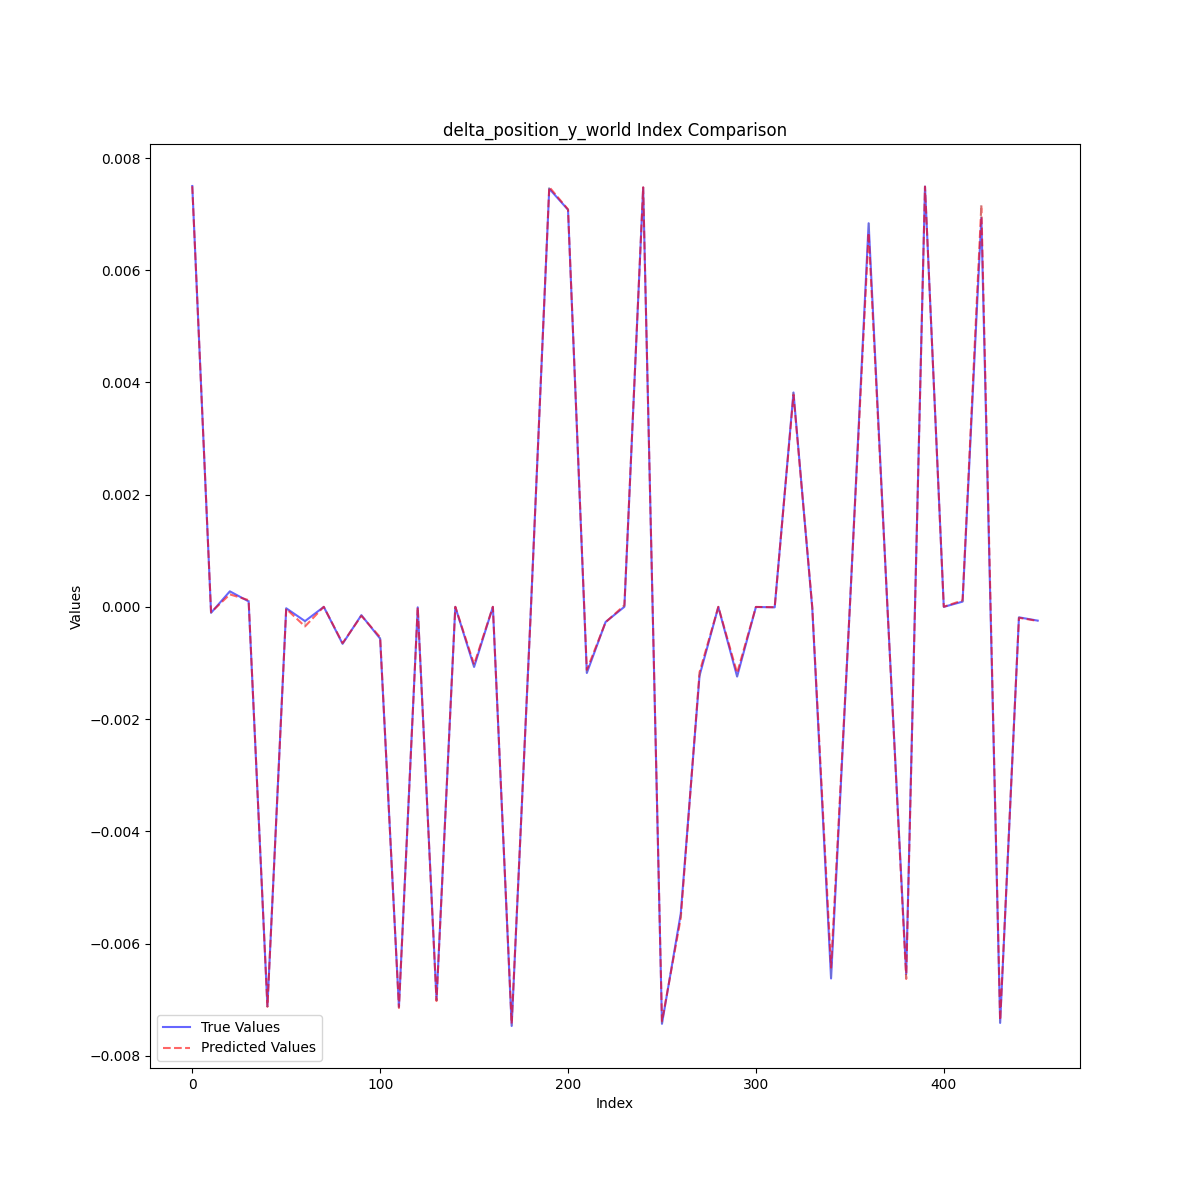 delta_position_y_world Index Comparison
0.008
0.006
0.004
0.002
0.000
−0.002
−0.004
−0.006
−0.008
Values
True Values
Predicted Values
0
100
200
300
400
Index